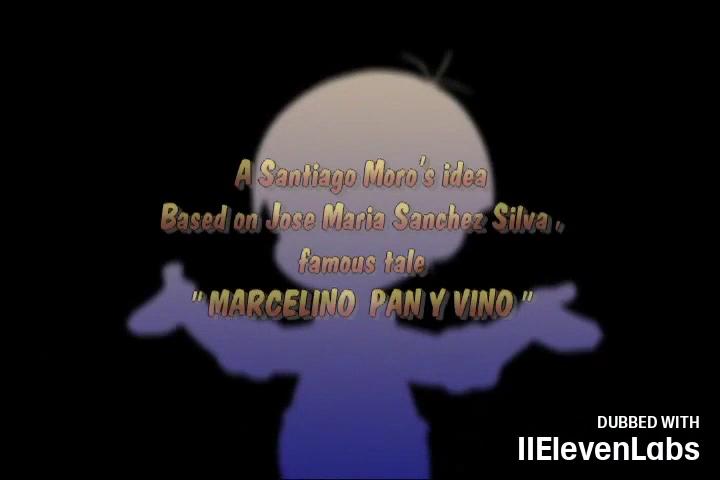 A Santiago Moro's idea
Based on Jose Maria Sanchez Silva ,
famous tale
" MARCELINO PAN Y VINO "
DUBBED WITH
IIElevenLabs